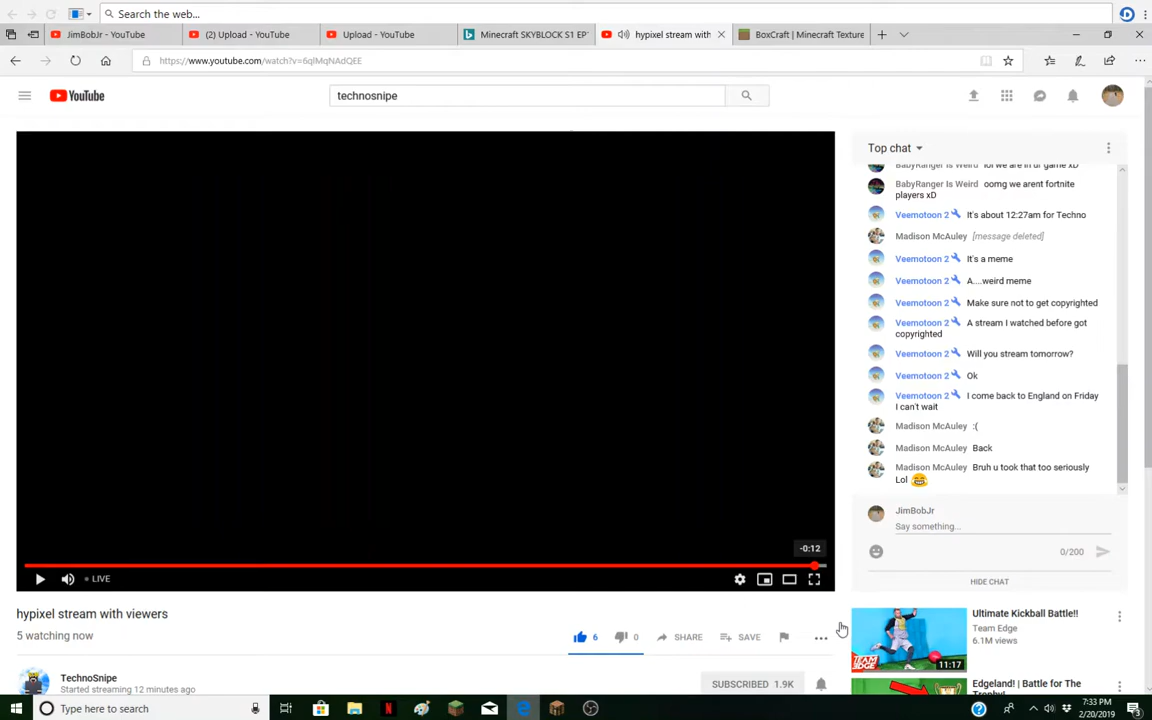 Search the web...
JimBobJr - YouTube
(2) Upload - YouTube
Upload - YouTube
Minecraft SKYBLOCK S1 EP
hypixel stream with
BoxCraft | Minecraft Texture
https://www.youtube.com/watch?v=6qlMqNAdQEE
YouTube
technosnipe
Top chat
BabyRanger Is Weird lol we are in ur game xD
BabyRanger Is Weird oomg we arent fortnite
players xD
Veemotoon 2 It's about 12:27am for Techno
Madison McAuley [message deleted]
Veemotoon 2 It's a meme
Veemotoon 2 A....weird meme
Veemotoon 2 Make sure not to get copyrighted
Veemotoon 2 A stream I watched before got
copyrighted
Veemotoon 2 Will you stream tomorrow?
Veemotoon 2 Ok
Veemotoon 2 I come back to England on Friday
I can't wait
Madison McAuley :(
Madison McAuley Back
Madison McAuley Bruh u took that too seriously
Lol
JimBobJr
Say something...
0/200
HIDE CHAT
-0:12
LIVE
hypixel stream with viewers
5 watching now
6
0
SHARE
SAVE
TechnoSnipe
Started streaming 12 minutes ago
SUBSCRIBED 1.9K
Ultimate Kickball Battle!!
Team Edge
6.1M views
TEAM EDGE
11:17
Edgeland! | Battle for The
Trophy!
Type here to search
7:33 PM
2/20/2019
3